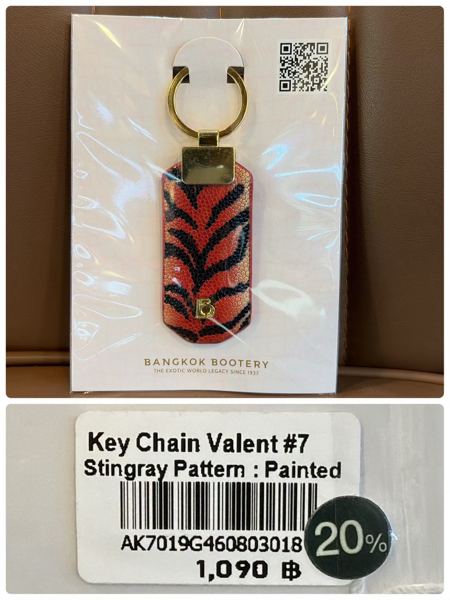 B
BANGKOK BOOTERY
THE EXOTIC WORLD LEGACY SINCE 1937
Key Chain Valent #7
Stingray Pattern : Painted
AK7019G460803018
20%
1,090 ฿